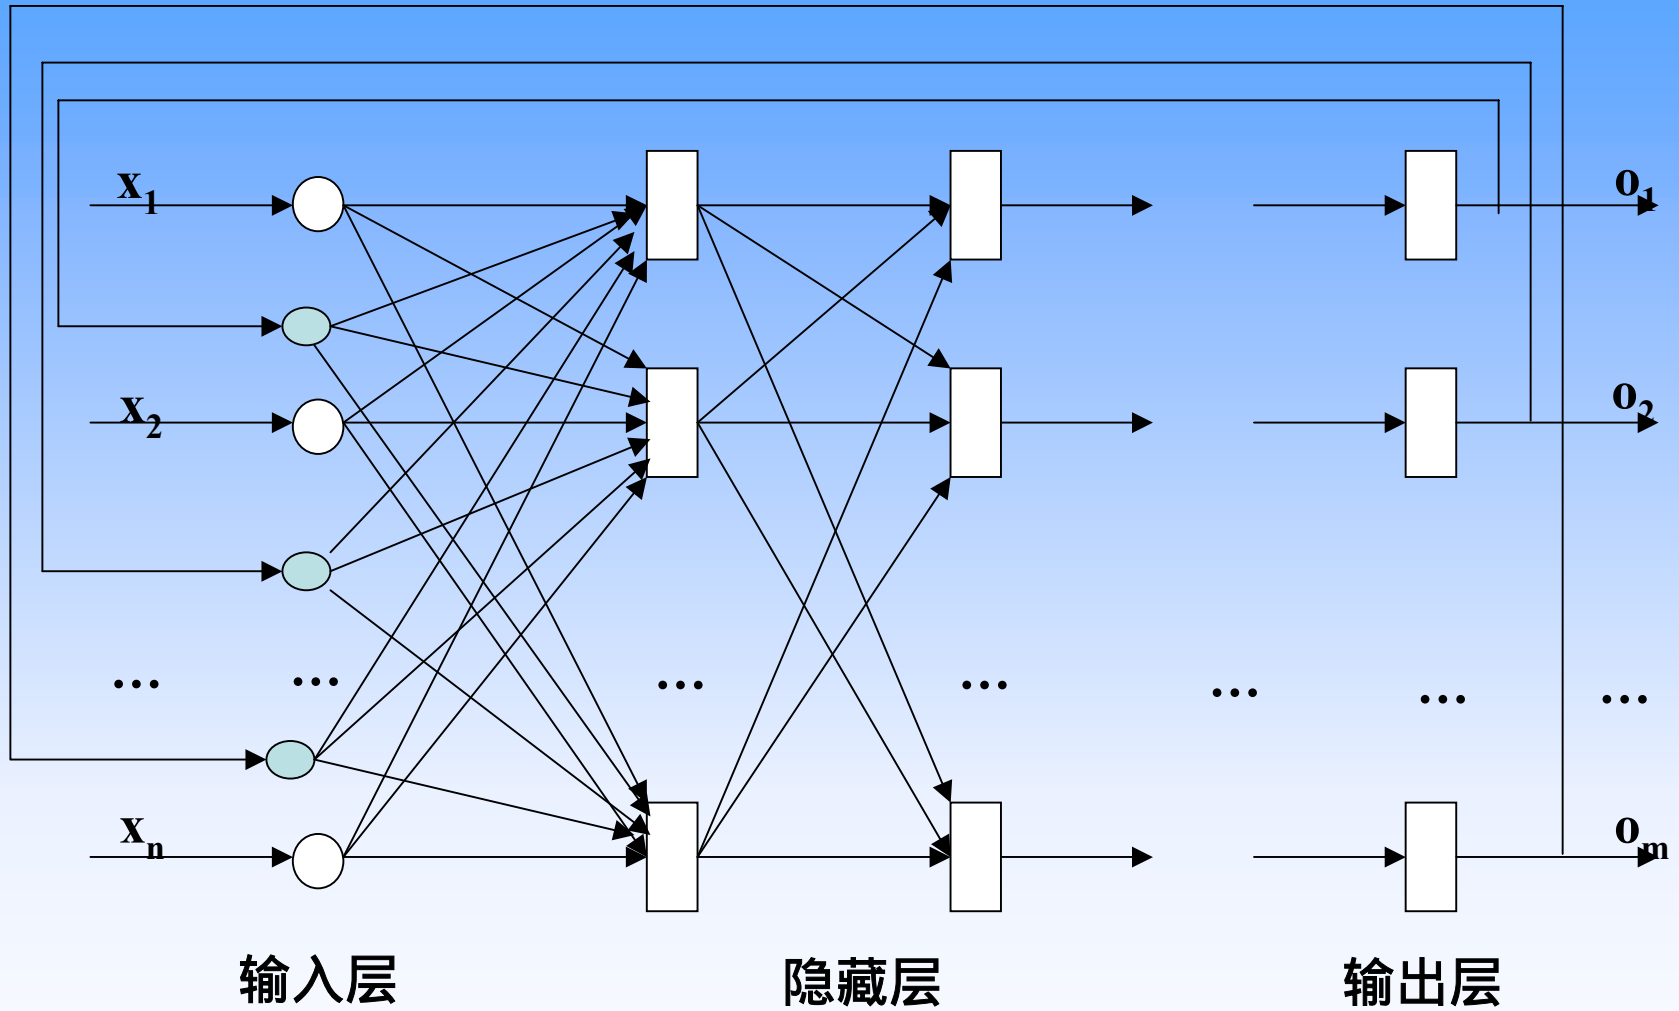 x1 o1
x2 o2
… … … … … … …
xn om
输入层 隐藏层 输出层